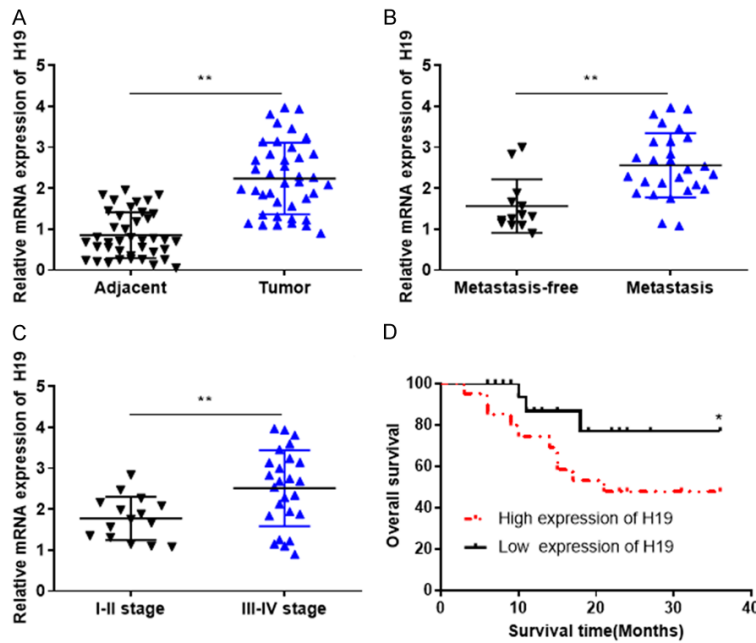 A
Relative mRNA expression of H19
5
4
3
2
1
0
**
Adjacent
Tumor
B
Relative mRNA expression of H19
5
4
3
2
1
0
**
Metastasis-free
Metastasis
C
Relative mRNA expression of H19
5
4
3
2
1
0
**
I-II stage
III-IV stage
D
Overall survival
100
80
60
40
20
0
*
High expression of H19
Low expression of H19
0
10
20
30
40
Survival time(Months)